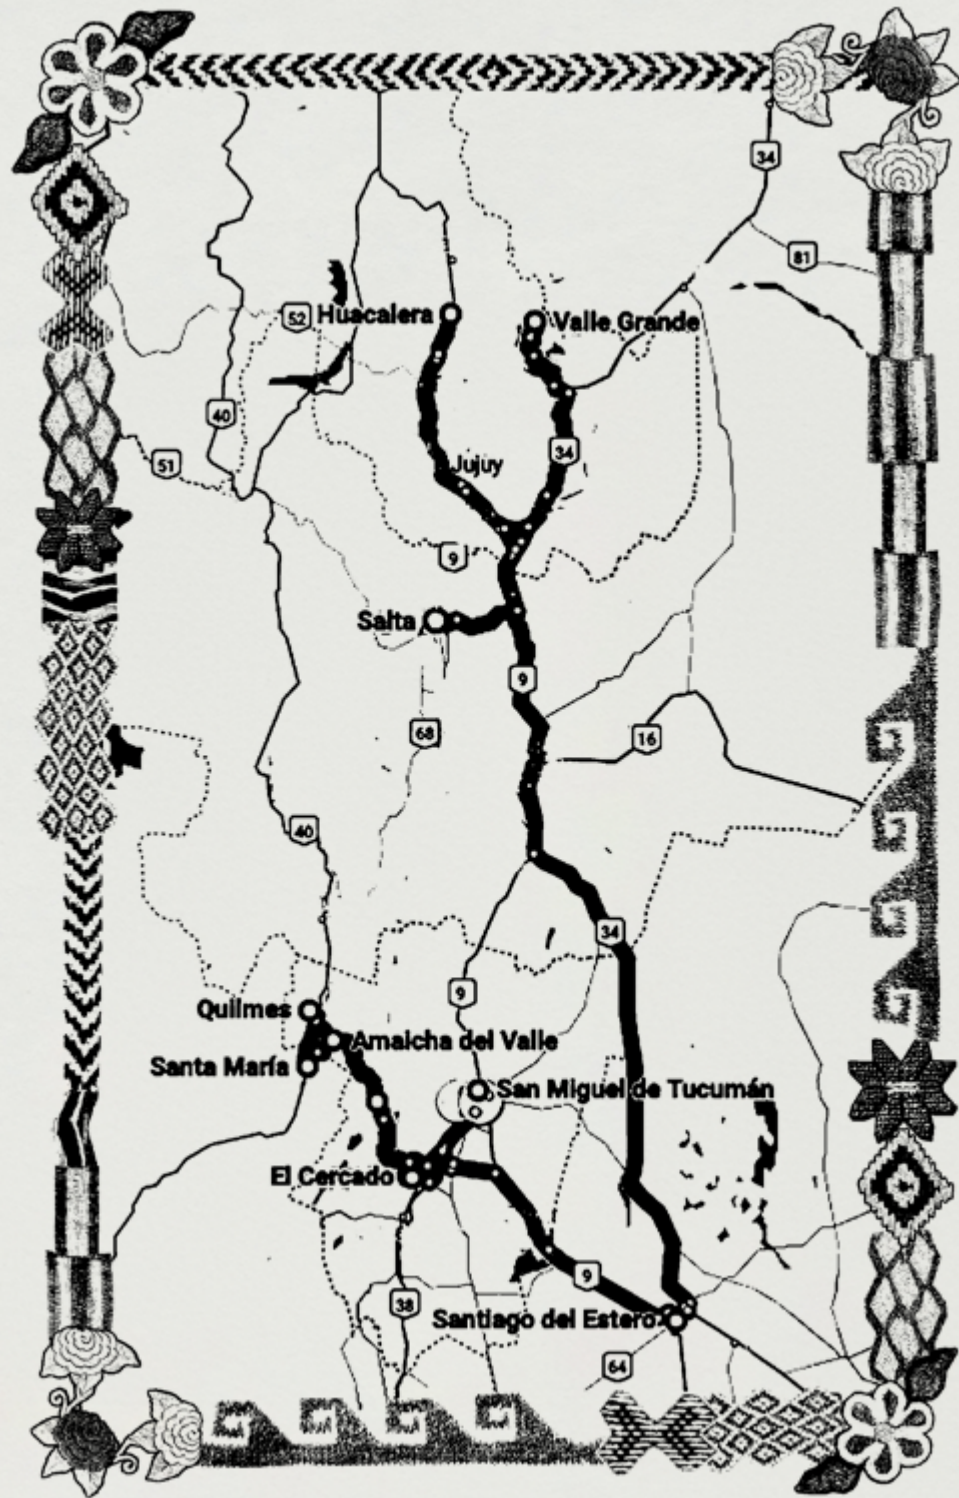 34
81
52
Huacalera
Valle Grande
40
51
Jujuy
34
9
Salta
9
68
16
40
34
9
Quilmes
Amaicha del Valle
Santa María
San Miguel de Tucumán
El Cercado
9
38
Santiago del Estero
64